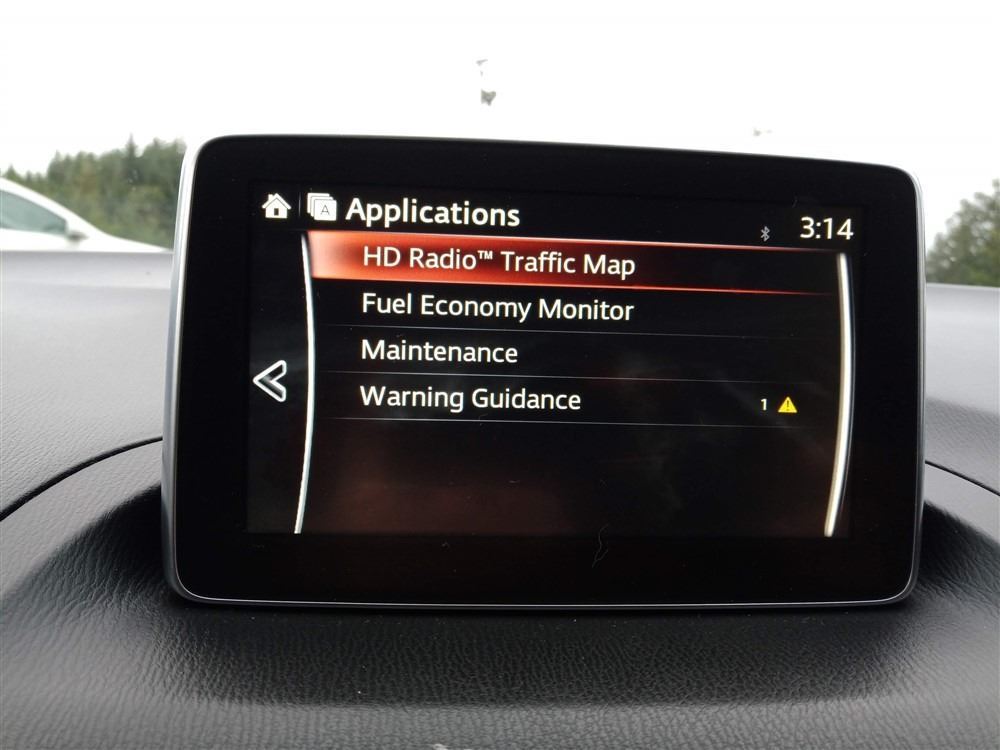 A Applications
3:14
HD Radio™ Traffic Map
Fuel Economy Monitor
Maintenance
Warning Guidance 1